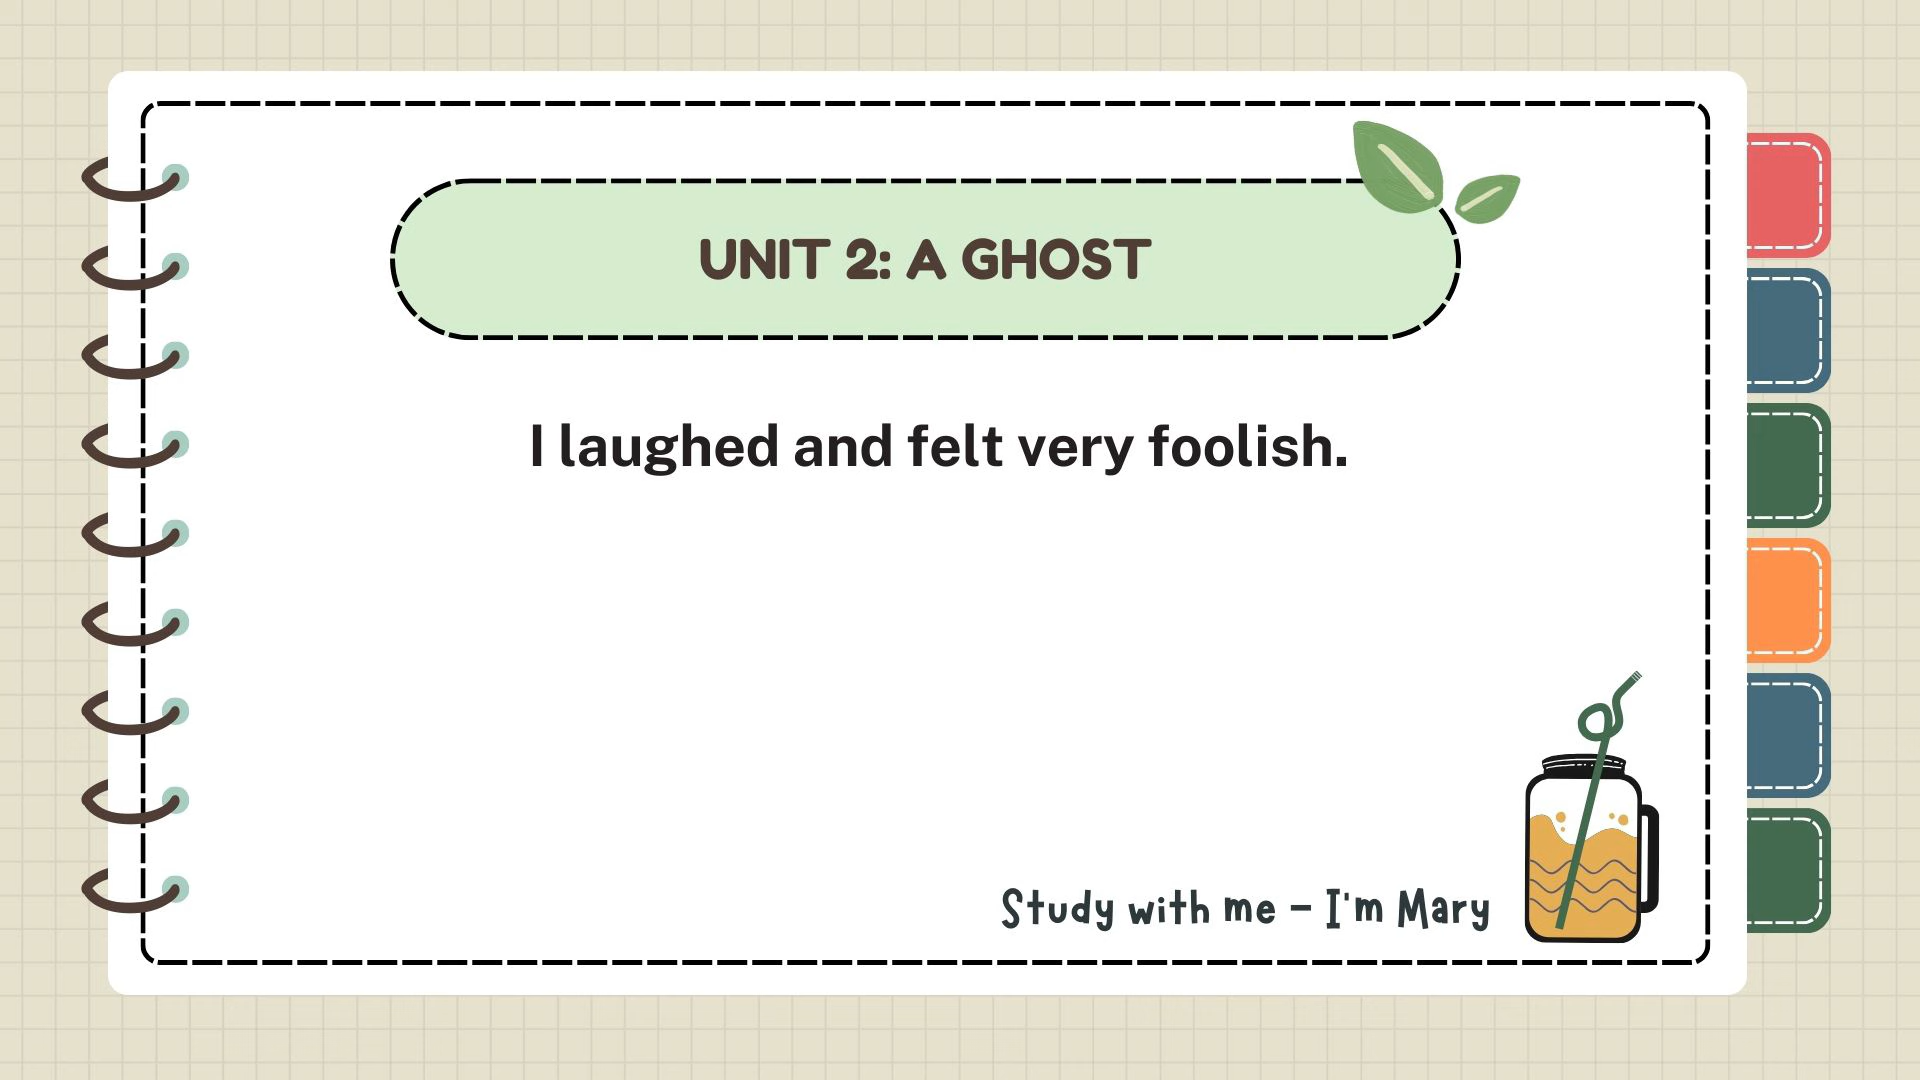 UNIT 2: A GHOST
I laughed and felt very foolish.
Study with me - I'm Mary